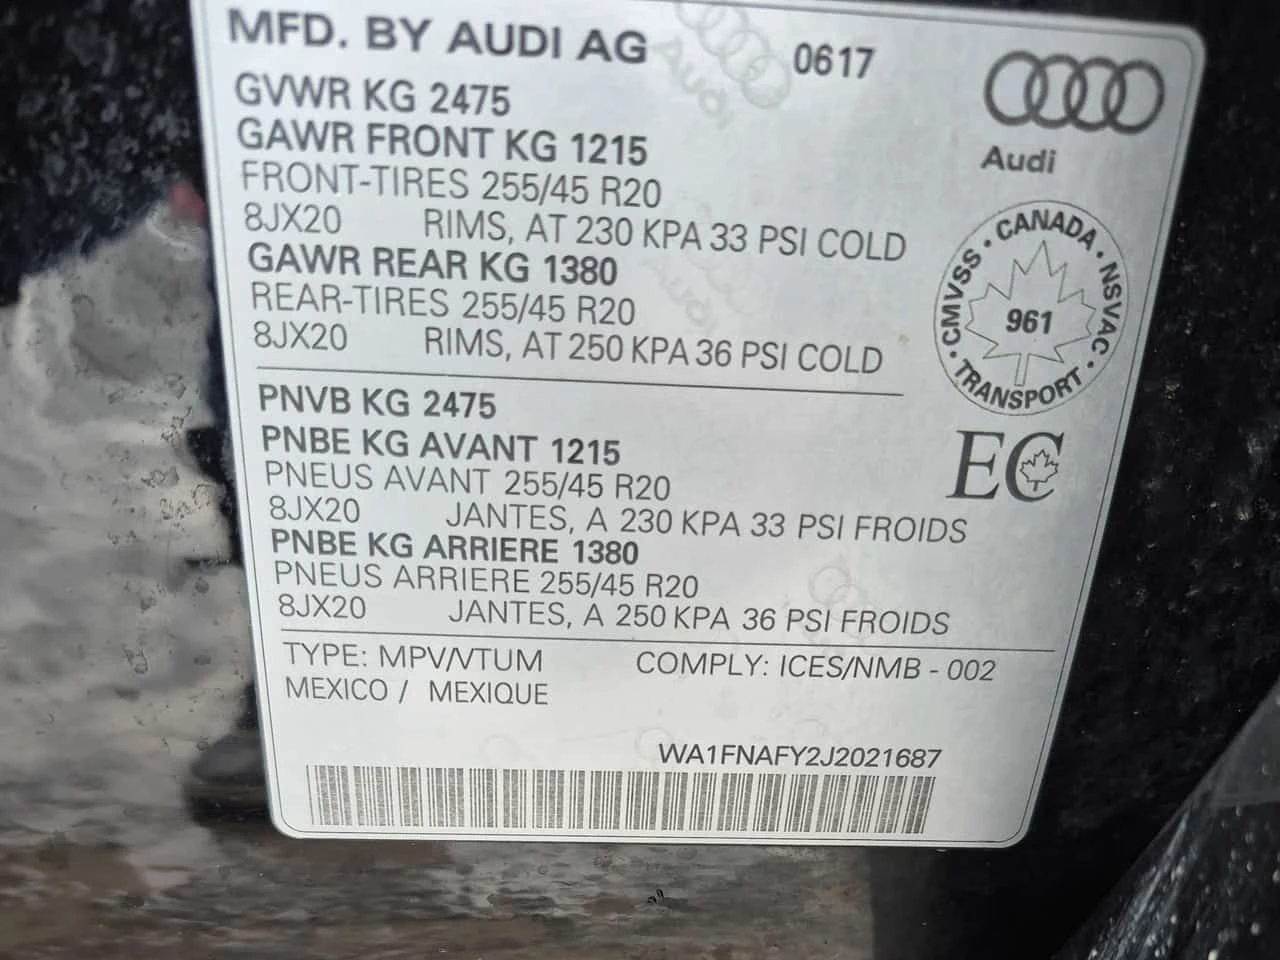 MFD. BY AUDI AG 0617
GVWR KG 2475
GAWR FRONT KG 1215
FRONT-TIRES 255/45 R20
8JX20 RIMS, AT 230 KPA 33 PSI COLD
GAWR REAR KG 1380
REAR-TIRES 255/45 R20
8JX20 RIMS, AT 250 KPA 36 PSI COLD
Audi
CMVSS · CANADA · NSVAC · TRANSPORT ·
961
EC
PNVB KG 2475
PNBE KG AVANT 1215
PNEUS AVANT 255/45 R20
8JX20 JANTES, A 230 KPA 33 PSI FROIDS
PNBE KG ARRIERE 1380
PNEUS ARRIERE 255/45 R20
8JX20 JANTES, A 250 KPA 36 PSI FROIDS
TYPE: MPV/VTUM COMPLY: ICES/NMB - 002
MEXICO / MEXIQUE
WA1FNAFY2J2021687